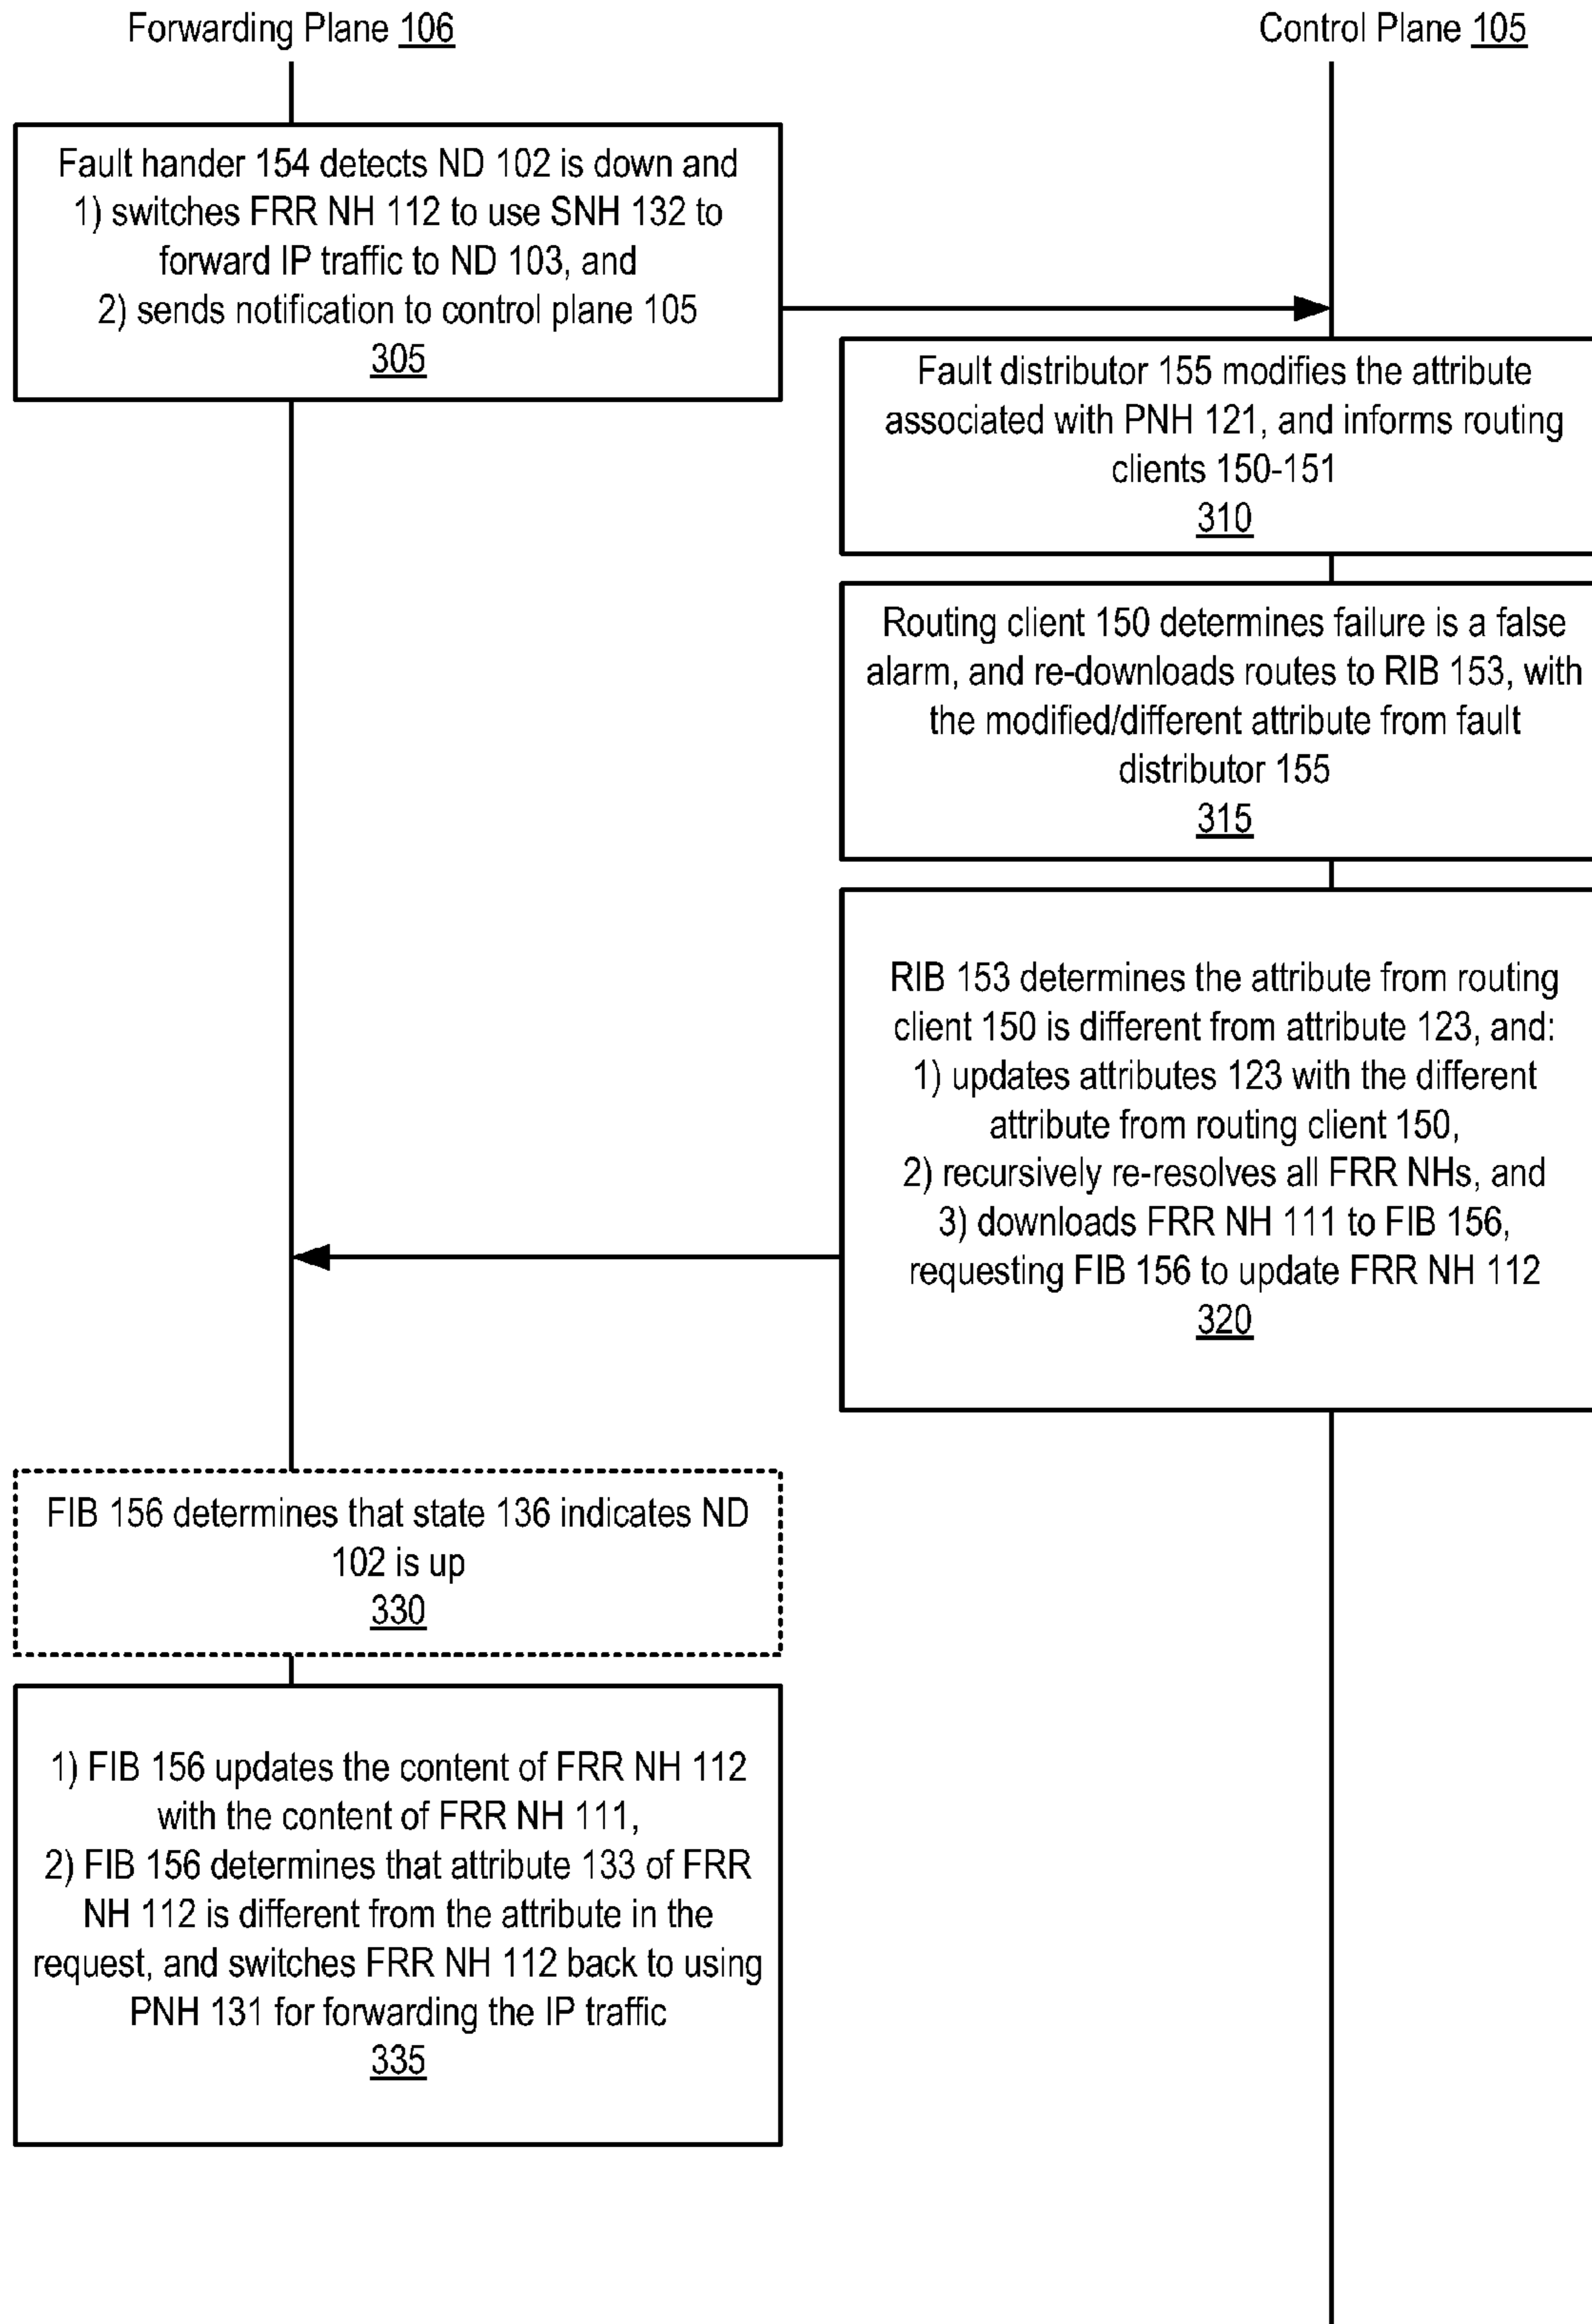 Forwarding Plane 106
Control Plane 105
Fault hander 154 detects ND 102 is down and
1) switches FRR NH 112 to use SNH 132 to
forward IP traffic to ND 103, and
2) sends notification to control plane 105
305
Fault distributor 155 modifies the attribute
associated with PNH 121, and informs routing
clients 150-151
310
Routing client 150 determines failure is a false
alarm, and re-downloads routes to RIB 153, with
the modified/different attribute from fault
distributor 155
315
RIB 153 determines the attribute from routing
client 150 is different from attribute 123, and:
1) updates attributes 123 with the different
attribute from routing client 150,
2) recursively re-resolves all FRR NHs, and
3) downloads FRR NH 111 to FIB 156,
requesting FIB 156 to update FRR NH 112
320
FIB 156 determines that state 136 indicates ND
102 is up
330
1) FIB 156 updates the content of FRR NH 112
with the content of FRR NH 111,
2) FIB 156 determines that attribute 133 of FRR
NH 112 is different from the attribute in the
request, and switches FRR NH 112 back to using
PNH 131 for forwarding the IP traffic
335